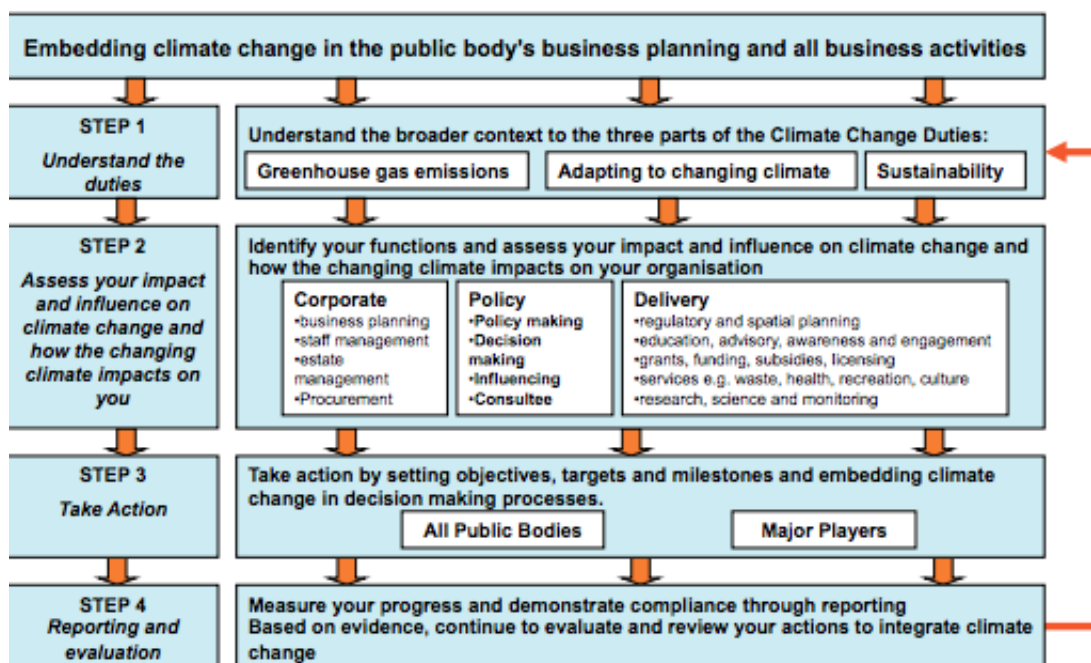 Embedding climate change in the public body's business planning and all business activities
STEP 1
Understand the
duties
Understand the broader context to the three parts of the Climate Change Duties:
Greenhouse gas emissions
Adapting to changing climate
Sustainability
STEP 2
Assess your impact
and influence on
climate change and
how the changing
climate impacts on
you
Identify your functions and assess your impact and influence on climate change and
how the changing climate impacts on your organisation
Corporate
•business planning
•staff management
•estate
management
•Procurement
Policy
•Policy making
•Decision
making
•Influencing
•Consultee
Delivery
•regulatory and spatial planning
•education, advisory, awareness and engagement
•grants, funding, subsidies, licensing
•services e.g. waste, health, recreation, culture
•research, science and monitoring
STEP 3
Take Action
Take action by setting objectives, targets and milestones and embedding climate
change in decision making processes.
All Public Bodies
Major Players
STEP 4
Reporting and
evaluation
Measure your progress and demonstrate compliance through reporting
Based on evidence, continue to evaluate and review your actions to integrate climate
change